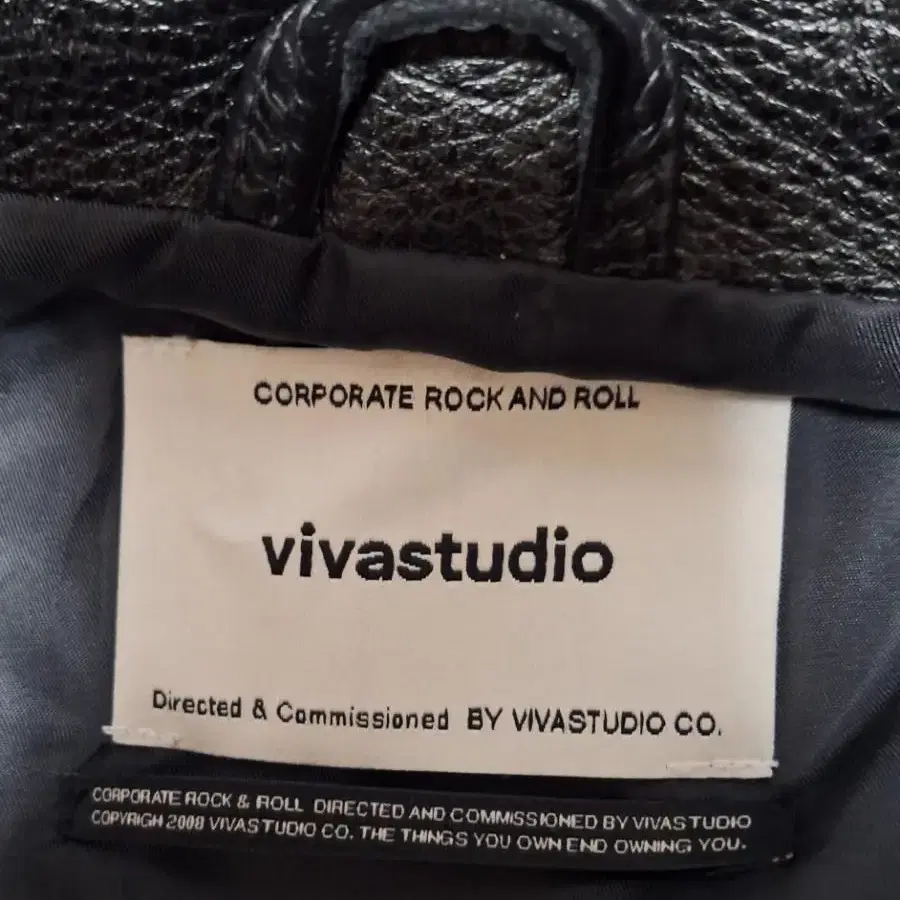 CORPORATE ROCK AND ROLL
vivastudio
Directed & Commissioned BY VIVASTUDIO CO.
CORPORATE ROCK & ROLL DIRECTED AND COMMISSIONED BY VIVASTUDIO
COPYRIGH 2008 VIVASTUDIO CO. THE THINGS YOU OWN END OWNING YOU.